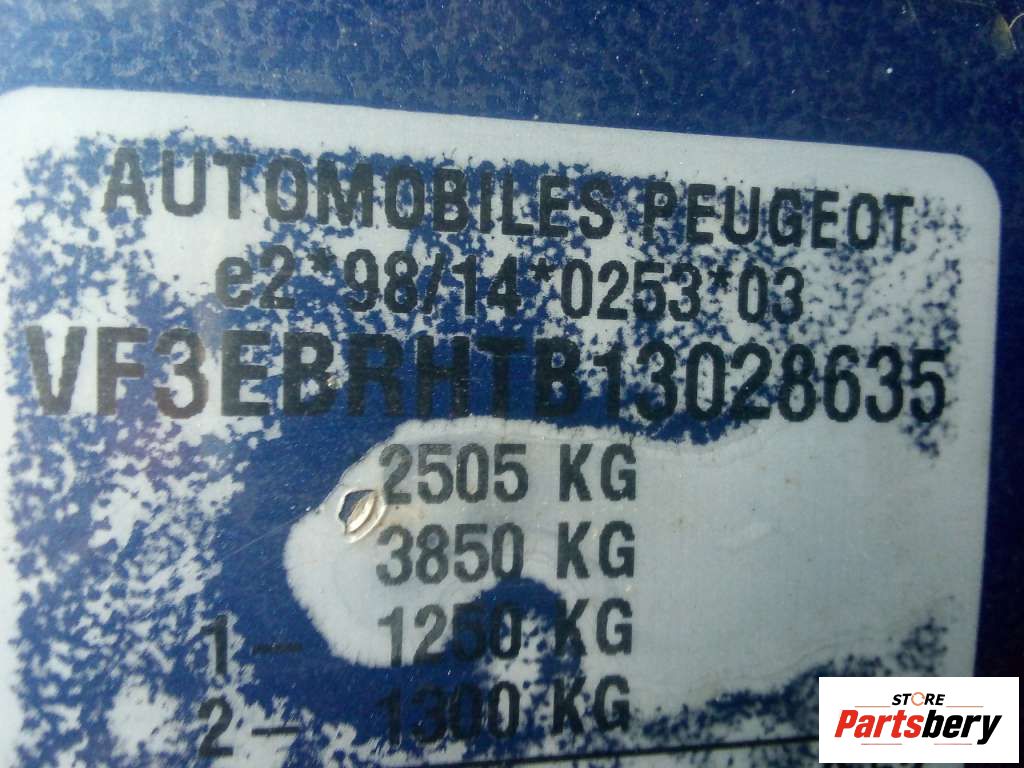 AUTOMOBILES PEUGEOT
e2*98/14*0253*03
VF3EBRHTB13028635
2505 KG
3850 KG
1- 1250 KG
2- 1300 KG
STORE
Partsbery